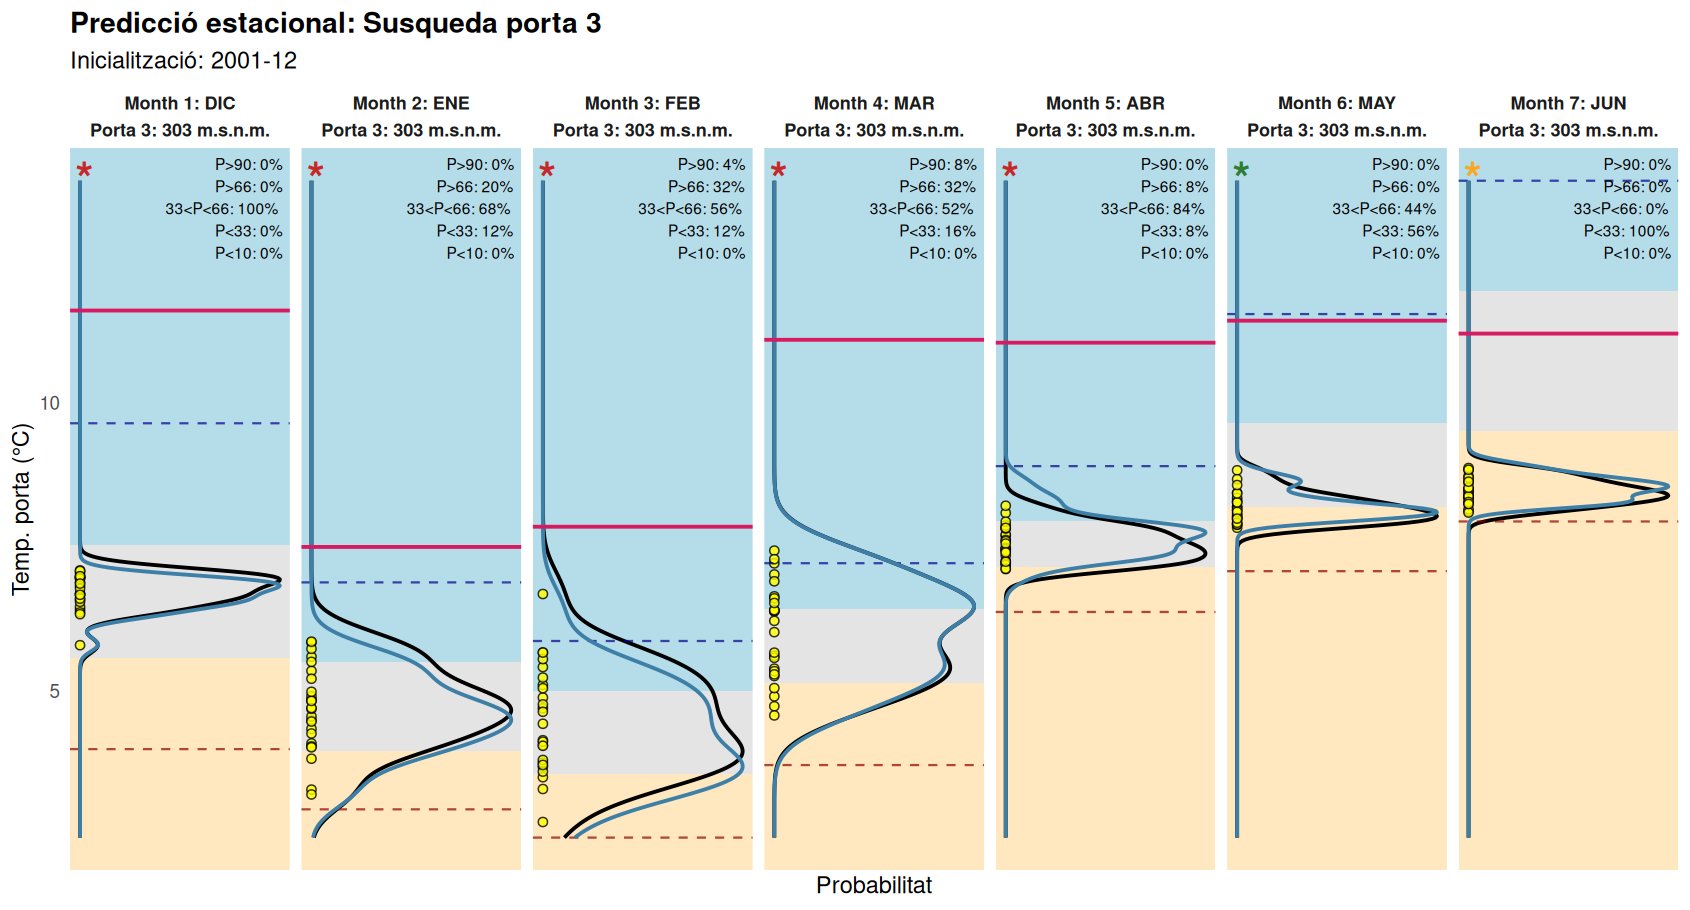 Predicció estacional: Susqueda porta 3
Inicialització: 2001-12
Month 1: DIC
Porta 3: 303 m.s.n.m.
Month 2: ENE
Porta 3: 303 m.s.n.m.
Month 3: FEB
Porta 3: 303 m.s.n.m.
Month 4: MAR
Porta 3: 303 m.s.n.m.
Month 5: ABR
Porta 3: 303 m.s.n.m.
Month 6: MAY
Porta 3: 303 m.s.n.m.
Month 7: JUN
Porta 3: 303 m.s.n.m.
*
P>90: 0%
P>66: 0%
33<P<66: 100%
P<33: 0%
P<10: 0%
*
P>90: 0%
P>66: 20%
33<P<66: 68%
P<33: 12%
P<10: 0%
*
P>90: 4%
P>66: 32%
33<P<66: 56%
P<33: 12%
P<10: 0%
*
P>90: 8%
P>66: 32%
33<P<66: 52%
P<33: 16%
P<10: 0%
*
P>90: 0%
P>66: 8%
33<P<66: 84%
P<33: 8%
P<10: 0%
*
P>90: 0%
P>66: 0%
33<P<66: 44%
P<33: 56%
P<10: 0%
*
P>90: 0%
P>66: 0%
33<P<66: 0%
P<33: 100%
P<10: 0%
10
5
Temp. porta (°C)
Probabilitat